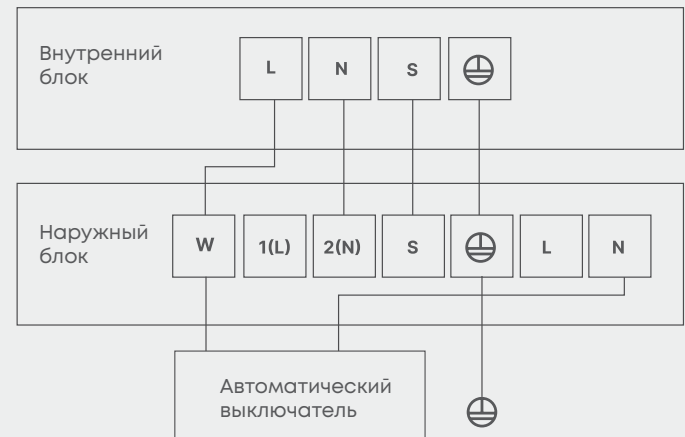 Внутренний
блок
L N S
Наружный
блок
W 1(L) 2(N) S L N
Автоматический
выключатель